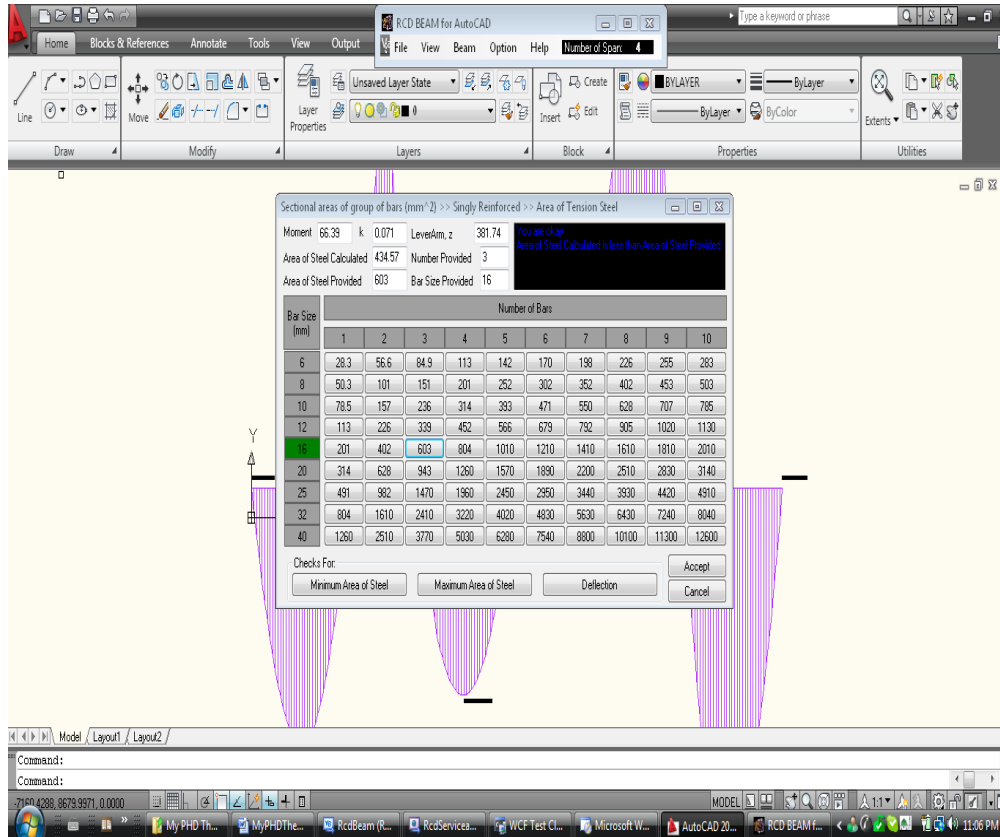 RCD BEAM for AutoCAD
Type a keyword or phrase
Home Blocks & References Annotate Tools View Output
File View Beam Option Help Number of Span: 4
Line Move Layer Properties Unsaved Layer State 0 Insert Create Edit BYLAYER ByLayer ByLayer ByColor Extents
Draw Modify Layers Block Properties Utilities
Sectional areas of group of bars (mm^2) >> Singly Reinforced >> Area of Tension Steel
Moment 66.39 k 0.071 LeverArm, z 381.74
You are okay
Area of Steel Calculated is less than Area of Steel Provided
Area of Steel Calculated 434.57 Number Provided 3
Area of Steel Provided 603 Bar Size Provided 16
Bar Size (mm) Number of Bars
1 2 3 4 5 6 7 8 9 10
6 28.3 56.6 84.9 113 142 170 198 226 255 283
8 50.3 101 151 201 252 302 352 402 453 503
10 78.5 157 236 314 393 471 550 628 707 785
12 113 226 339 452 566 679 792 905 1020 1130
16 201 402 603 804 1010 1210 1410 1610 1810 2010
20 314 628 943 1260 1570 1890 2200 2510 2830 3140
25 491 982 1470 1960 2450 2950 3440 3930 4420 4910
32 804 1610 2410 3220 4020 4830 5630 6430 7240 8040
40 1260 2510 3770 5030 6280 7540 8800 10100 11300 12600
Checks For:
Minimum Area of Steel Maximum Area of Steel Deflection
Accept
Cancel
Y
Model Layout1 Layout2
Command:
Command:
-7160.4288, 8679.9971, 0.0000 MODEL 1:1
My PHD Th... MyPHDThe... RcdBeam (R... RcdServicea... WCF Test Cl... Microsoft W... AutoCAD 20... RCD BEAM f... 11:06 PM